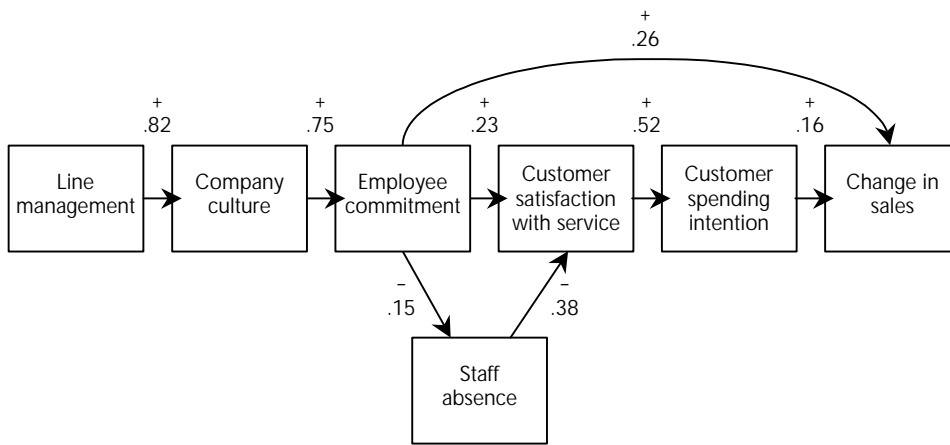 +
.26
+
.82
+
.75
+
.23
+
.52
+
.16
Line
management
Company
culture
Employee
commitment
Customer
satisfaction
with service
Customer
spending
intention
Change in
sales
–
.15
–
.38
Staff
absence